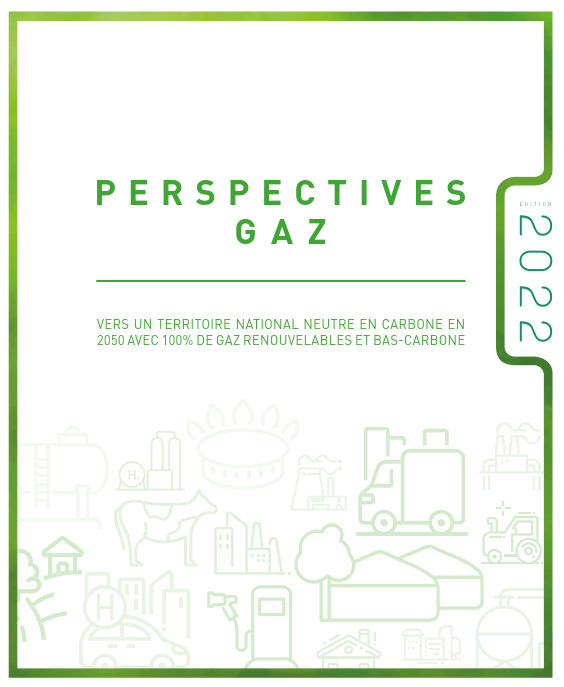 PERSPECTIVES
GAZ
ÉDITION
2022
VERS UN TERRITOIRE NATIONAL NEUTRE EN CARBONE EN
2050 AVEC 100% DE GAZ RENOUVELABLES ET BAS-CARBONE
H
H